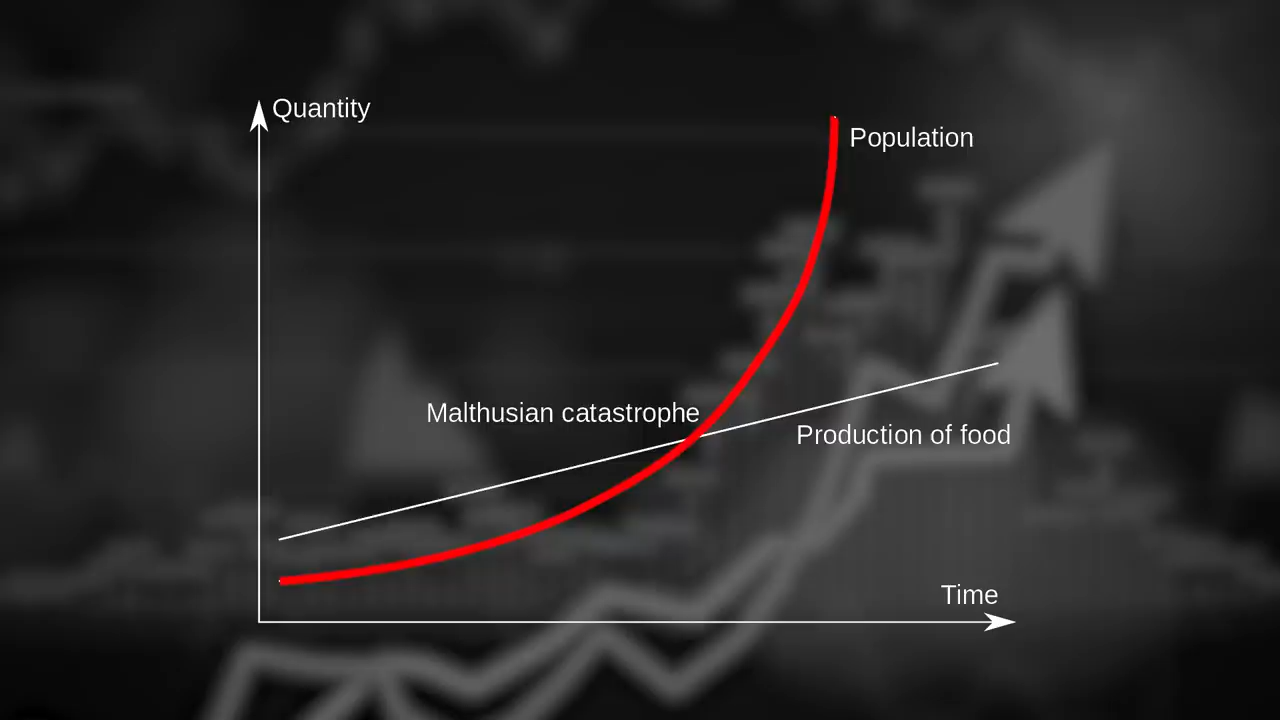 Quantity
Population
Malthusian catastrophe
Production of food
Time